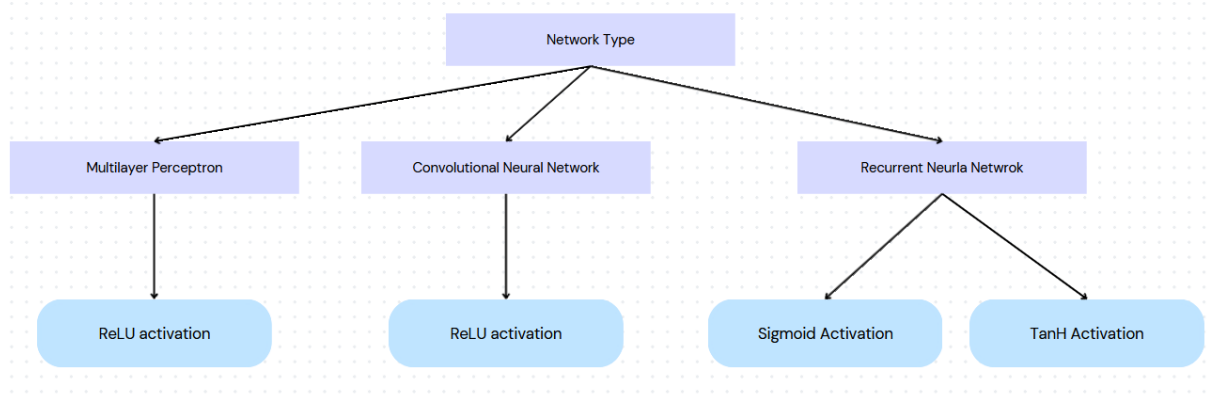 Network Type
Multilayer Perceptron
Convolutional Neural Network
Recurrent Neurla Netwrok
ReLU activation
ReLU activation
Sigmoid Activation
TanH Activation